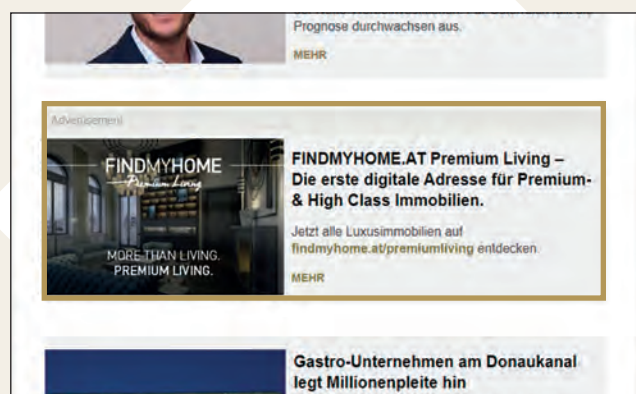 Prognose durchwachsen aus.
MEHR
Advertisement
FINDMYHOME
Premium Living
MORE THAN LIVING.
PREMIUM LIVING.
FINDMYHOME.AT Premium Living –
Die erste digitale Adresse für Premium-
& High Class Immobilien.
Jetzt alle Luxusimmobilien auf
findmyhome.at/premiumliving entdecken
MEHR
Gastro-Unternehmen am Donaukanal
legt Millionenpleite hin